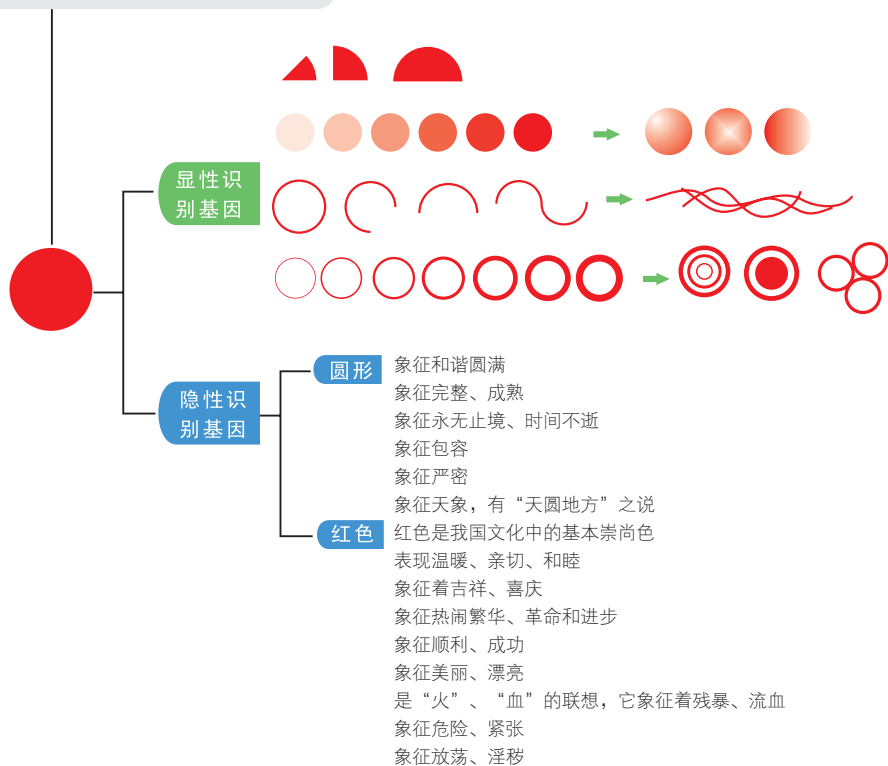 显性识
别基因
隐性识
别基因
圆形
象征和谐圆满
象征完整、成熟
象征永无止境、时间不逝
象征包容
象征严密
象征天象，有“天圆地方”之说
红色
红色是我国文化中的基本崇尚色
表现温暖、亲切、和睦
象征着吉祥、喜庆
象征热闹繁华、革命和进步
象征顺利、成功
象征美丽、漂亮
是“火”、“血”的联想，它象征着残暴、流血
象征危险、紧张
象征放荡、淫秽